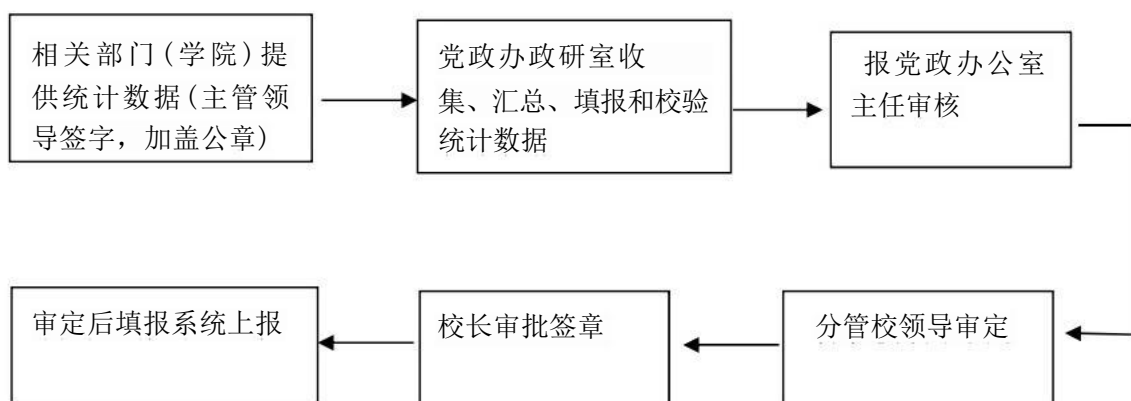 相关部门(学院)提
供统计数据(主管领
导签字，加盖公章)
党政办政研室收
集、汇总、填报和校验
统计数据
报党政办公室
主任审核
分管校领导审定
校长审批签章
审定后填报系统上报